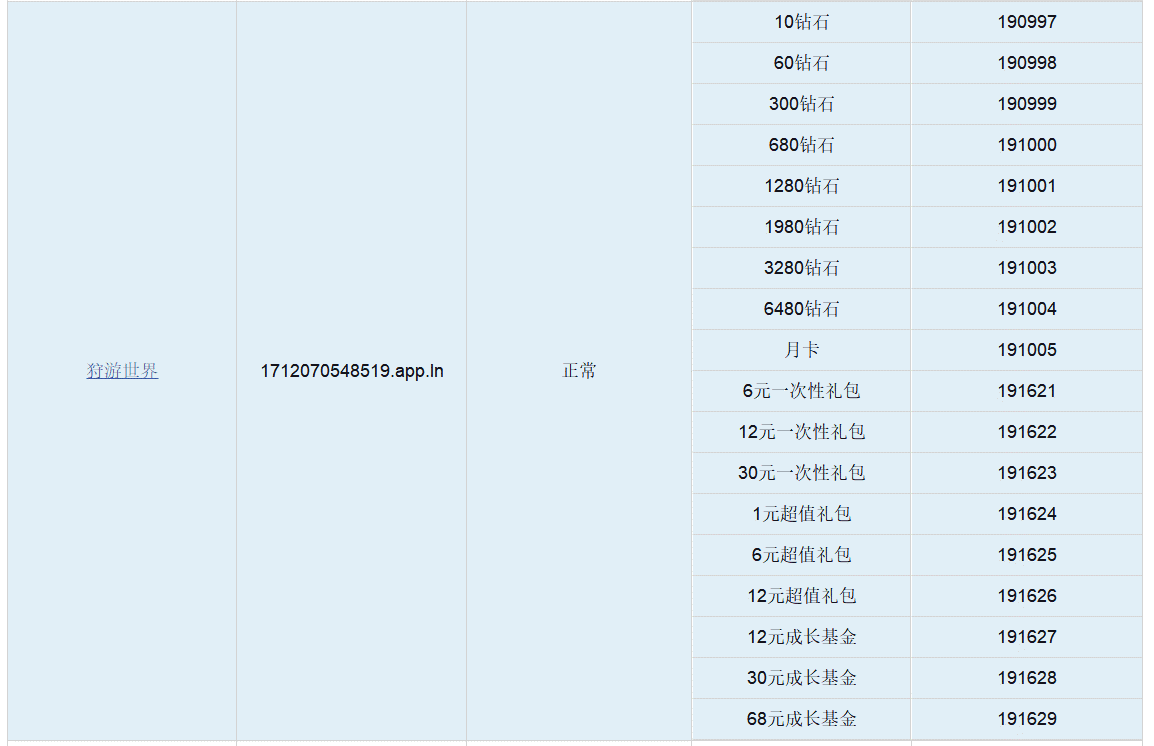 10钻石 190997
60钻石 190998
300钻石 190999
680钻石 191000
1280钻石 191001
1980钻石 191002
3280钻石 191003
6480钻石 191004
月卡 191005
狩游世界 1712070548519.app.ln 正常
6元一次性礼包 191621
12元一次性礼包 191622
30元一次性礼包 191623
1元超值礼包 191624
6元超值礼包 191625
12元超值礼包 191626
12元成长基金 191627
30元成长基金 191628
68元成长基金 191629